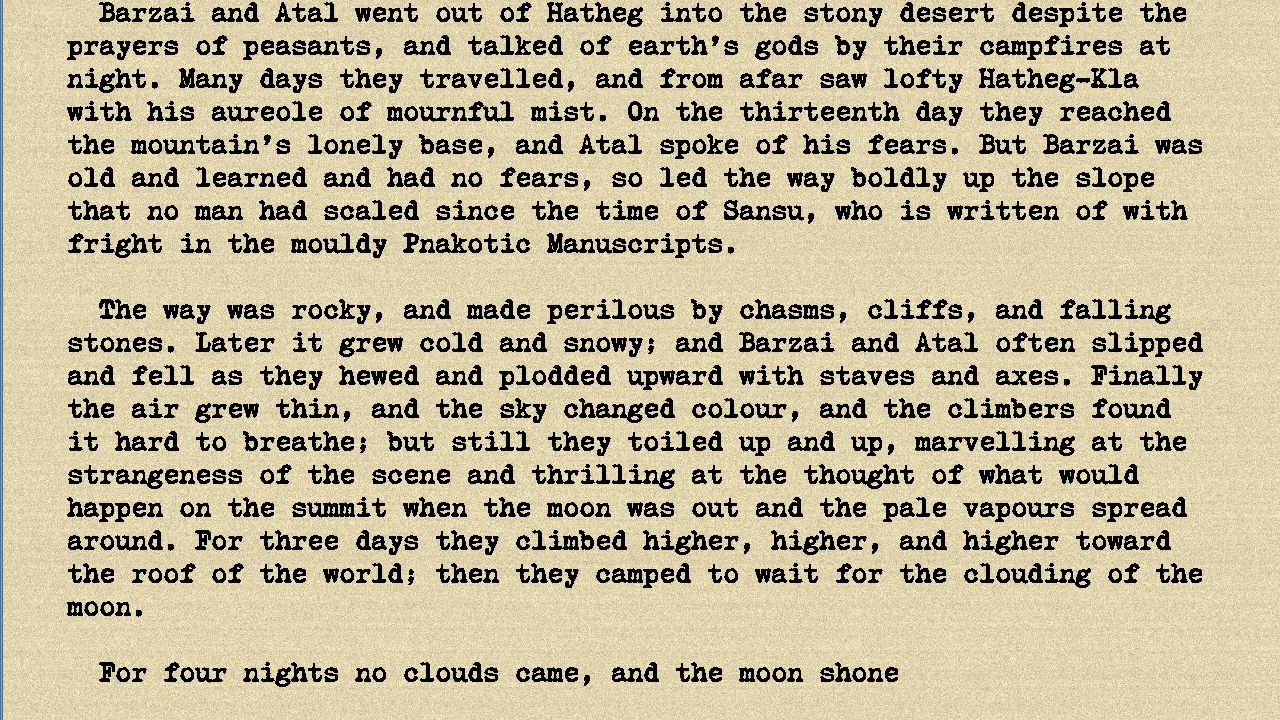 Barzai and Atal went out of Hatheg into the stony desert despite the
prayers of peasants, and talked of earth's gods by their campfires at
night. Many days they travelled, and from afar saw lofty Hatheg-Kla
with his aureole of mournful mist. On the thirteenth day they reached
the mountain's lonely base, and Atal spoke of his fears. But Barzai was
old and learned and had no fears, so led the way boldly up the slope
that no man had scaled since the time of Sansu, who is written of with
fright in the mouldy Pnakotic Manuscripts.
The way was rocky, and made perilous by chasms, cliffs, and falling
stones. Later it grew cold and snowy; and Barzai and Atal often slipped
and fell as they hewed and plodded upward with staves and axes. Finally
the air grew thin, and the sky changed colour, and the climbers found
it hard to breathe; but still they toiled up and up, marvelling at the
strangeness of the scene and thrilling at the thought of what would
happen on the summit when the moon was out and the pale vapours spread
around. For three days they climbed higher, higher, and higher toward
the roof of the world; then they camped to wait for the clouding of the
moon.
For four nights no clouds came, and the moon shone